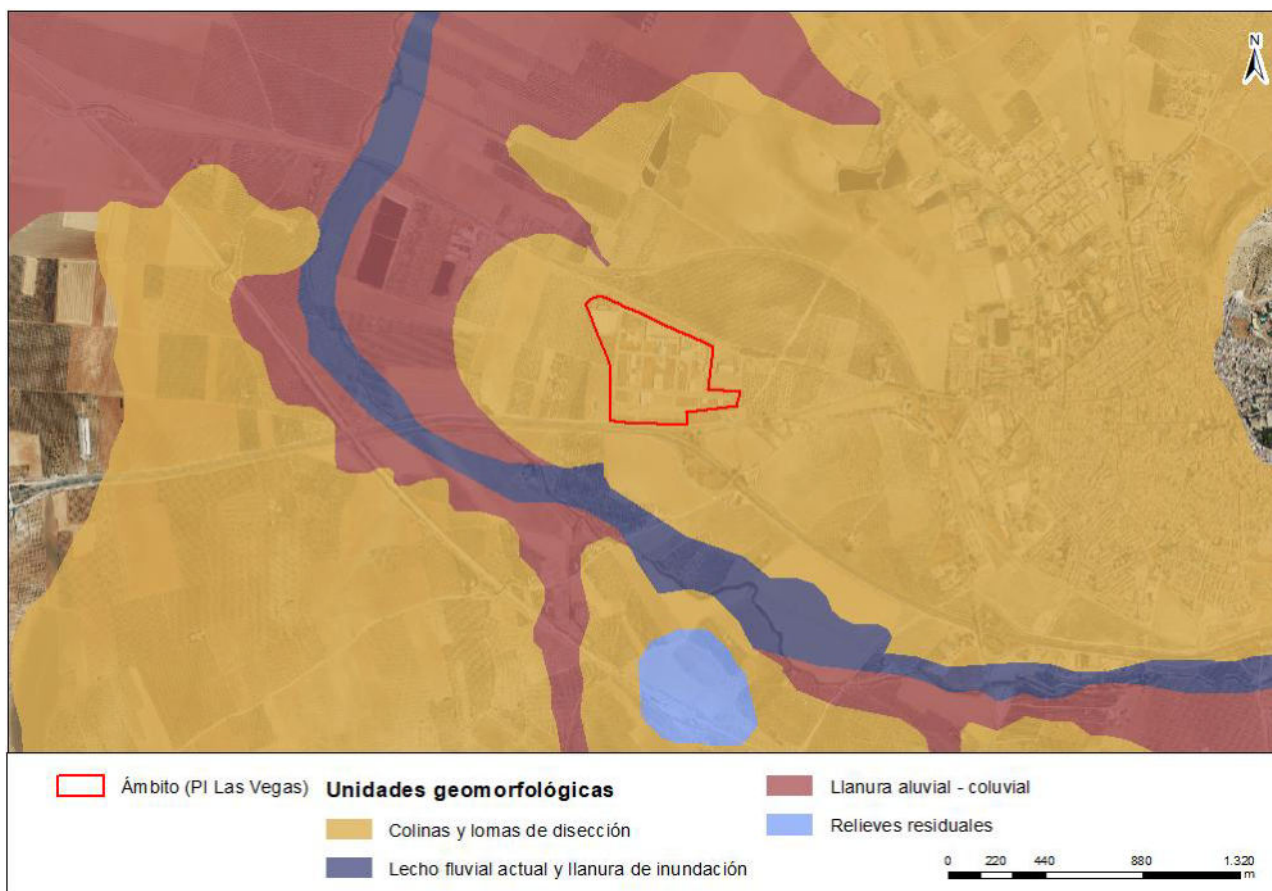 N
Ámbito (PI Las Vegas)
Unidades geomorfológicas
Colinas y lomas de disección
Lecho fluvial actual y llanura de inundación
Llanura aluvial - coluvial
Relieves residuales
0 220 440 880 1.320
m